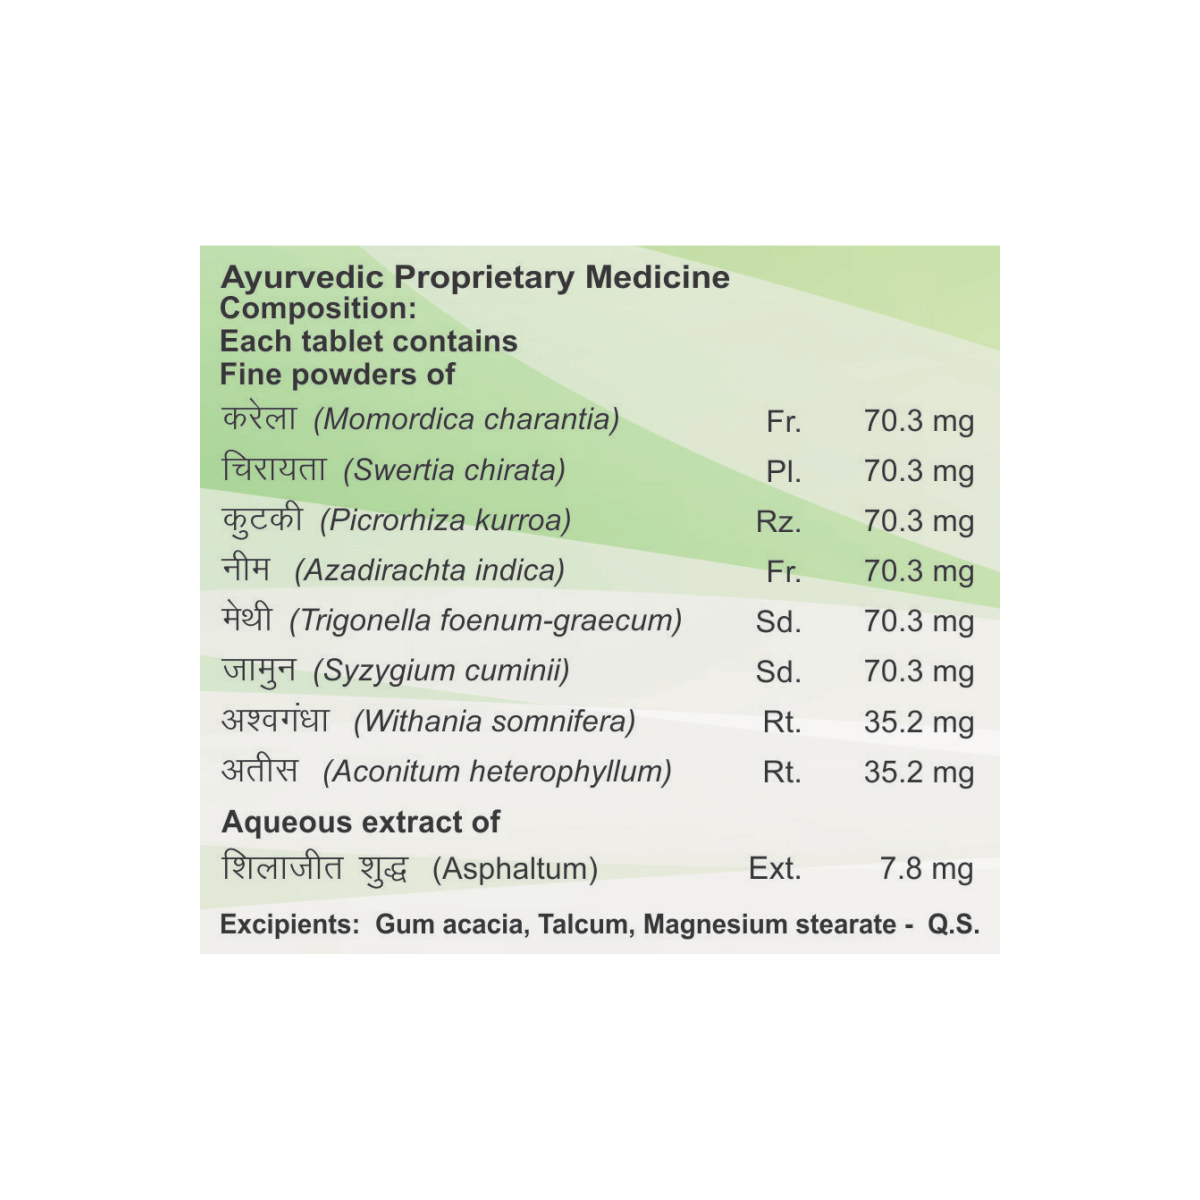 Ayurvedic Proprietary Medicine
Composition:
Each tablet contains
Fine powders of
करेला (Momordica charantia) Fr. 70.3 mg
चिरायता (Swertia chirata) Pl. 70.3 mg
कुटकी (Picrorhiza kurroa) Rz. 70.3 mg
नीम (Azadirachta indica) Fr. 70.3 mg
मेथी (Trigonella foenum-graecum) Sd. 70.3 mg
जामुन (Syzygium cuminii) Sd. 70.3 mg
अश्वगंधा (Withania somnifera) Rt. 35.2 mg
अतीस (Aconitum heterophyllum) Rt. 35.2 mg
Aqueous extract of
शिलाजीत शुद्ध (Asphaltum) Ext. 7.8 mg
Excipients: Gum acacia, Talcum, Magnesium stearate - Q.S.